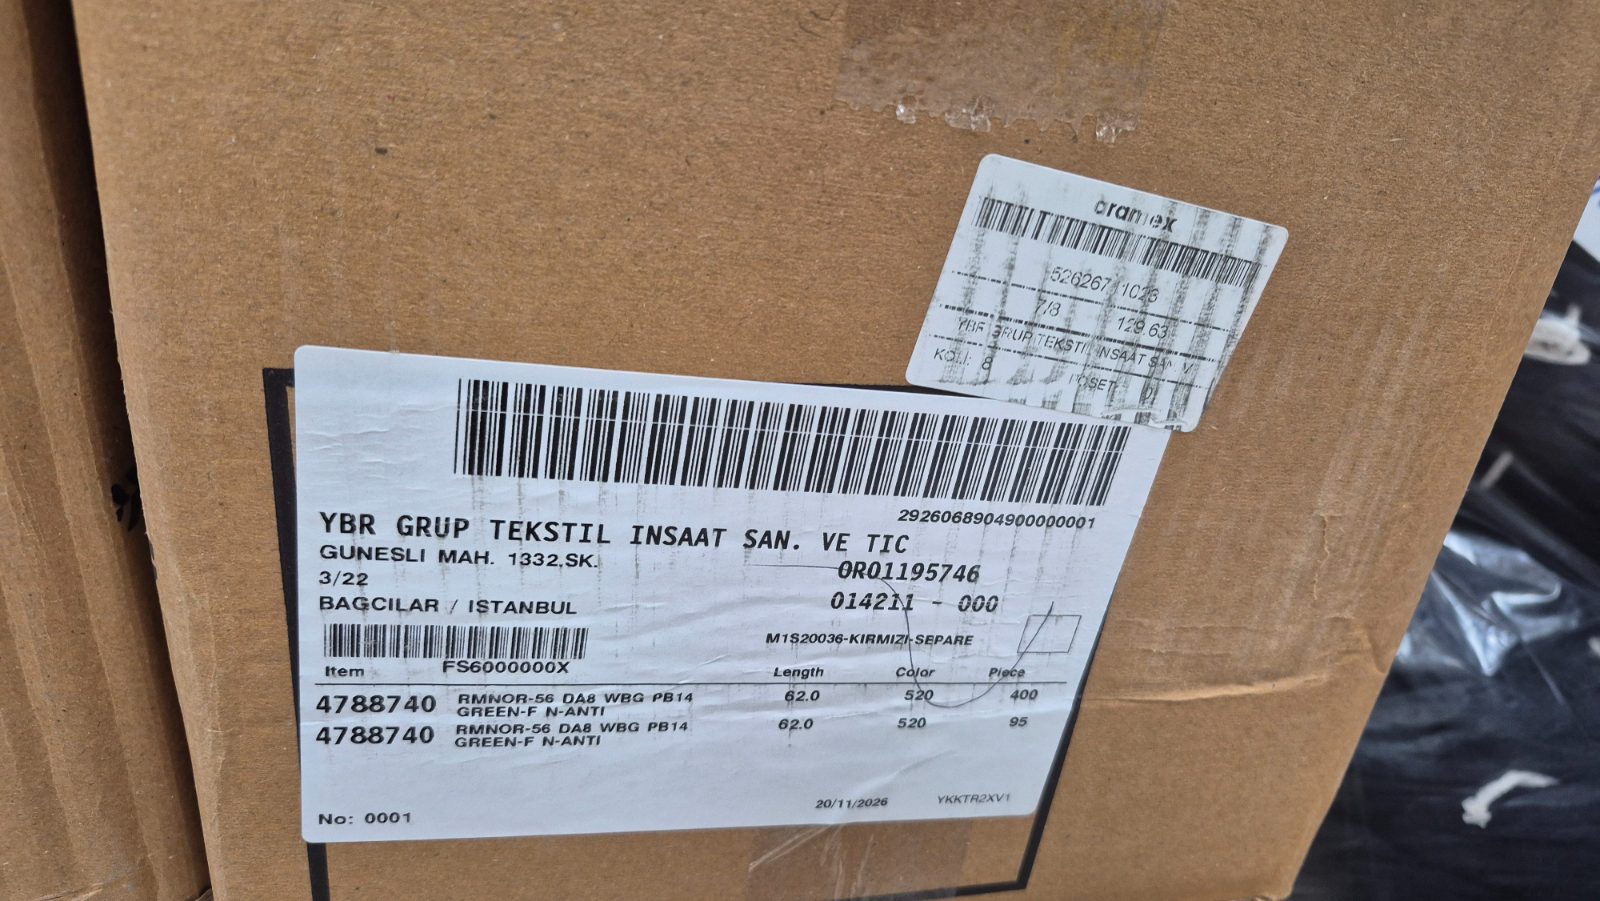 aramex
7/8 129.63
YBR GRUP TEKSTIL INSAAT SAN. V
KOLI: 8 POSET: 0
2926068904900000001
YBR GRUP TEKSTIL INSAAT SAN. VE TIC
GUNESLI MAH. 1332.SK.
0R01195746
3/22
014211 - 000
BAGCILAR / ISTANBUL
M1S20036-KIRMIZI-SEPARE
FS6000000X
Item Length Color Piece
4788740 RMNOR-56 DA8 WBG PB14 62.0 520 400
GREEN-F N-ANTI
4788740 RMNOR-56 DA8 WBG PB14 62.0 520 95
GREEN-F N-ANTI
20/11/2026 YKKTR2XV1
No: 0001